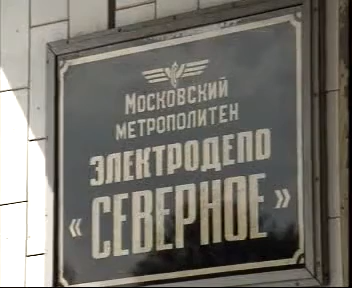 Московский
метрополитен
электродепо
«СЕВЕРНОЕ»